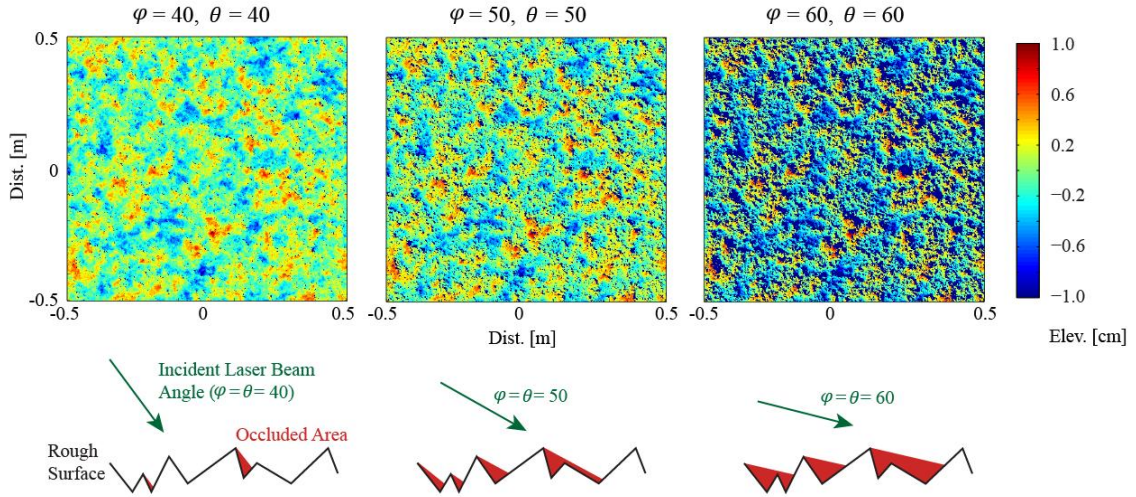 φ = 40, θ = 40
φ = 50, θ = 50
φ = 60, θ = 60
0.5
0
-0.5
Dist. [m]
-0.5
0
0.5
-0.5
0
0.5
-0.5
0
0.5
Dist. [m]
1.0
0.6
0.2
−0.2
−0.6
−1.0
Elev. [cm]
Incident Laser Beam
Angle (φ=θ=40)
φ=θ=50
φ=θ=60
Occluded Area
Rough
Surface